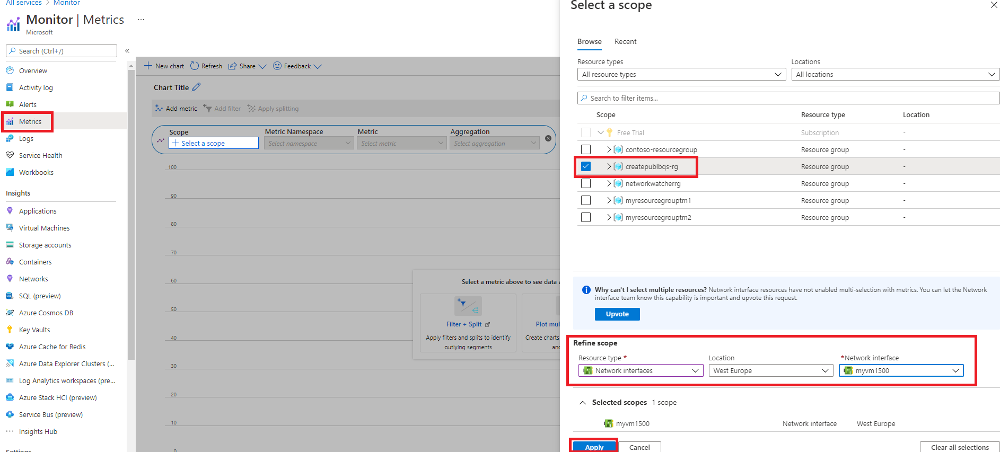 All services > Monitor
Monitor | Metrics ...
Microsoft
Search (Ctrl+/)
«
Overview
Activity log
Alerts
Metrics
Logs
Service Health
Workbooks
Insights
Applications
Virtual Machines
Storage accounts
Containers
Networks
SQL (preview)
Azure Cosmos DB
Key Vaults
Azure Cache for Redis
Azure Data Explorer Clusters (...
Log Analytics workspaces (pre...
Azure Stack HCI (preview)
Service Bus (preview)
Insights Hub
Settings
New chart Refresh Share Feedback
Chart Title
Add metric Add filter Apply splitting
Scope Metric Namespace Metric Aggregation
Select a scope Select namespace Select metric Select aggregation
100
90
80
70
60
50
40
30
20
10
0
Select a metric above to see data a
Filter + Split
Apply filters and splits to identify
outlying segments
Plot mul
Create charts
and
Select a scope
Browse Recent
Resource types Locations
All resource types All locations
Search to filter items...
Scope Resource type Location
Free Trial Subscription -
contoso-resourcegroup Resource group -
createpublbqs-rg Resource group -
networkwatcherrg Resource group -
myresourcegrouptm1 Resource group -
myresourcegrouptm2 Resource group -
Why can't I select multiple resources? Network interface resources have not enabled multi-selection with metrics. You can let the Network
interface team know this capability is important and upvote this request.
Upvote
Refine scope
Resource type * Location *Network interface
Network interfaces West Europe myvm1500
Selected scopes 1 scope
myvm1500 Network interface West Europe
Apply Cancel Clear all selections